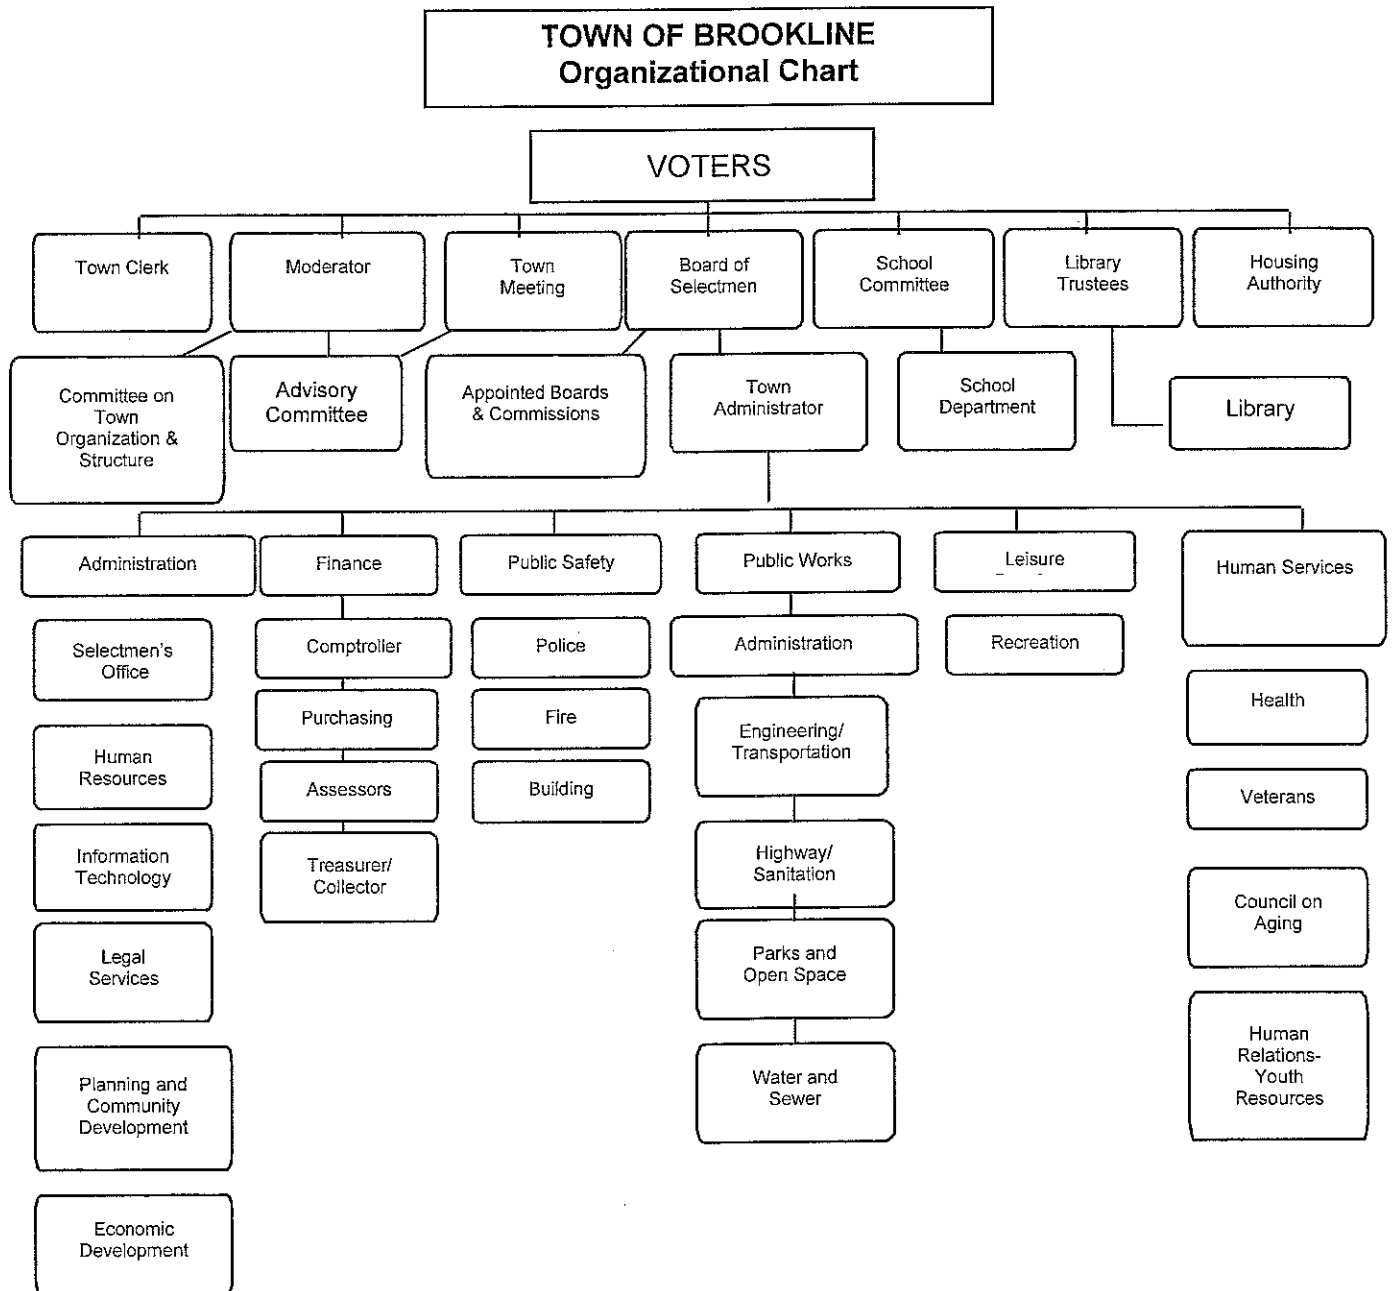 TOWN OF BROOKLINE
Organizational Chart
VOTERS
Town Clerk
Moderator
Town
Meeting
Board of
Selectmen
School
Committee
Library
Trustees
Housing
Authority
Committee on
Town
Organization &
Structure
Advisory
Committee
Appointed Boards
& Commissions
Town
Administrator
School
Department
Library
Administration
Finance
Public Safety
Public Works
Leisure
Human Services
Selectmen's
Office
Human
Resources
Information
Technology
Legal
Services
Planning and
Community
Development
Economic
Development
Comptroller
Purchasing
Assessors
Treasurer/
Collector
Police
Fire
Building
Administration
Engineering/
Transportation
Highway/
Sanitation
Parks and
Open Space
Water and
Sewer
Recreation
Health
Veterans
Council on
Aging
Human
Relations-
Youth
Resources